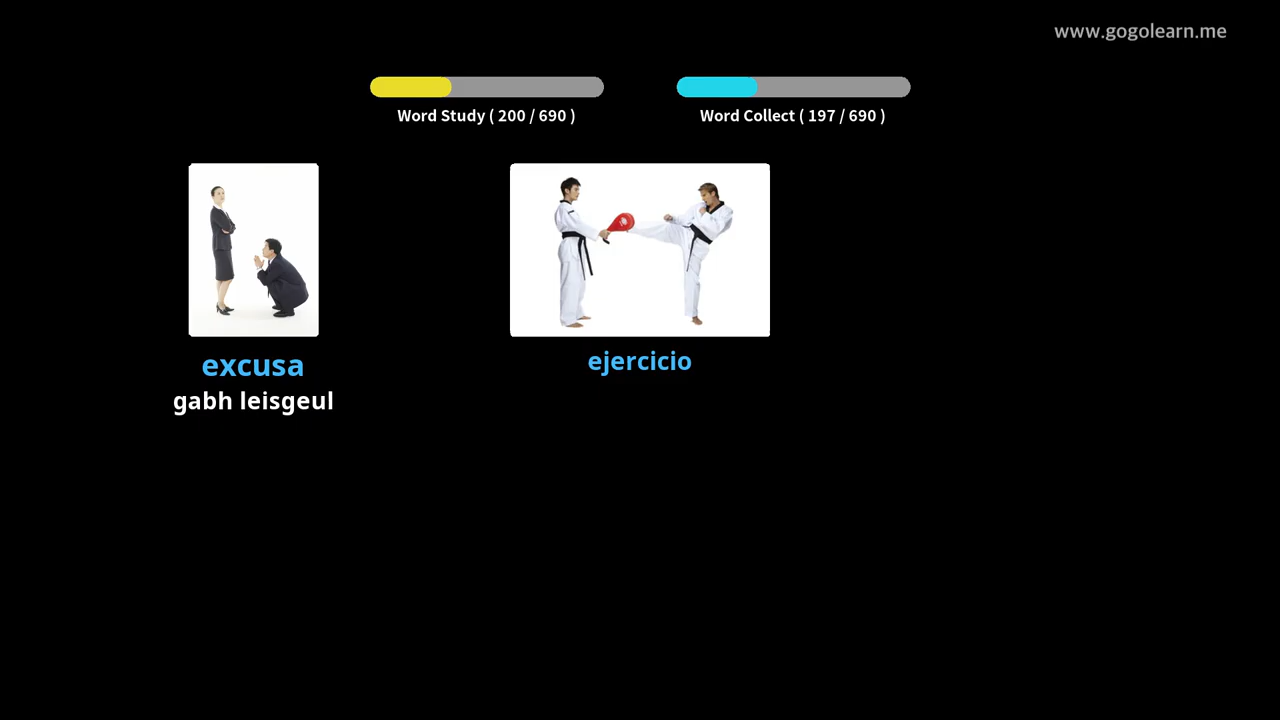 www.gogolearn.me
Word Study ( 200 / 690 )
Word Collect ( 197 / 690 )
excusa
gabh leisgeul
ejercicio